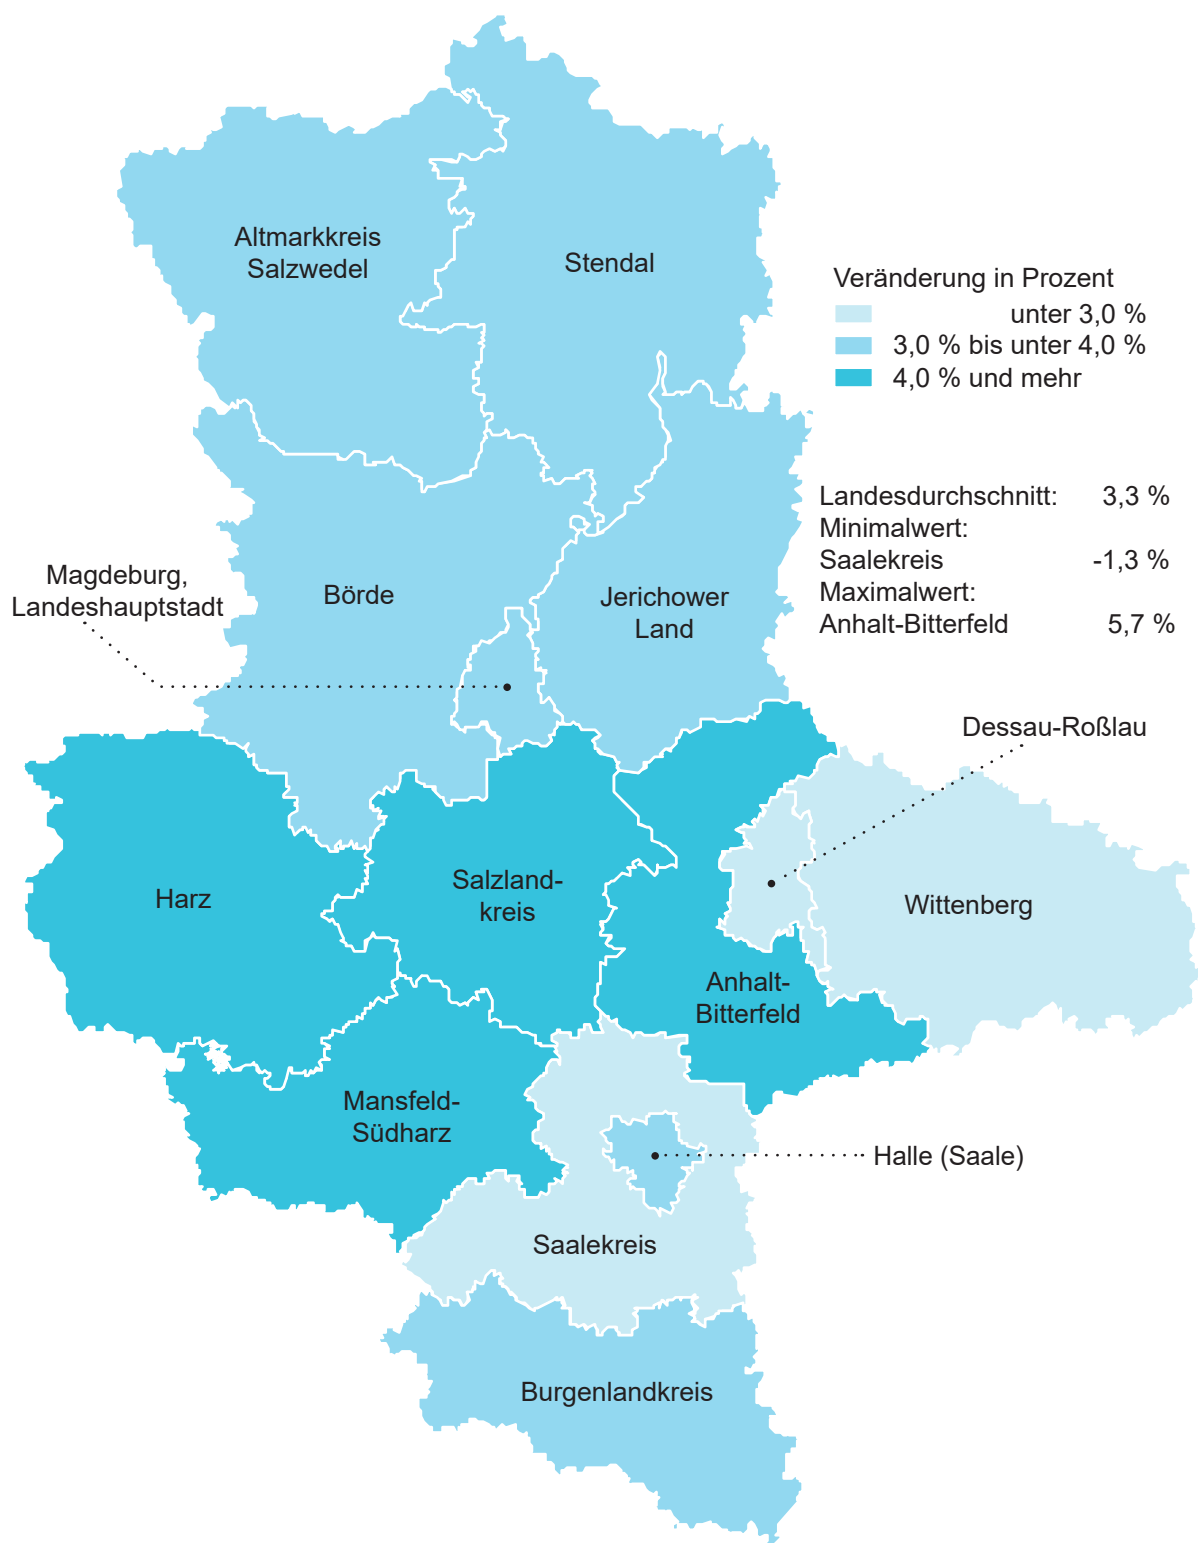 Altmarkkreis
Salzwedel
Stendal
Veränderung in Prozent
unter 3,0 %
3,0 % bis unter 4,0 %
4,0 % und mehr
Landesdurchschnitt: 3,3 %
Minimalwert:
Saalekreis -1,3 %
Maximalwert:
Anhalt-Bitterfeld 5,7 %
Magdeburg,
Landeshauptstadt
Börde
Jerichower
Land
Dessau-Roßlau
Harz
Salzland-
kreis
Wittenberg
Anhalt-
Bitterfeld
Mansfeld-
Südharz
Halle (Saale)
Saalekreis
Burgenlandkreis